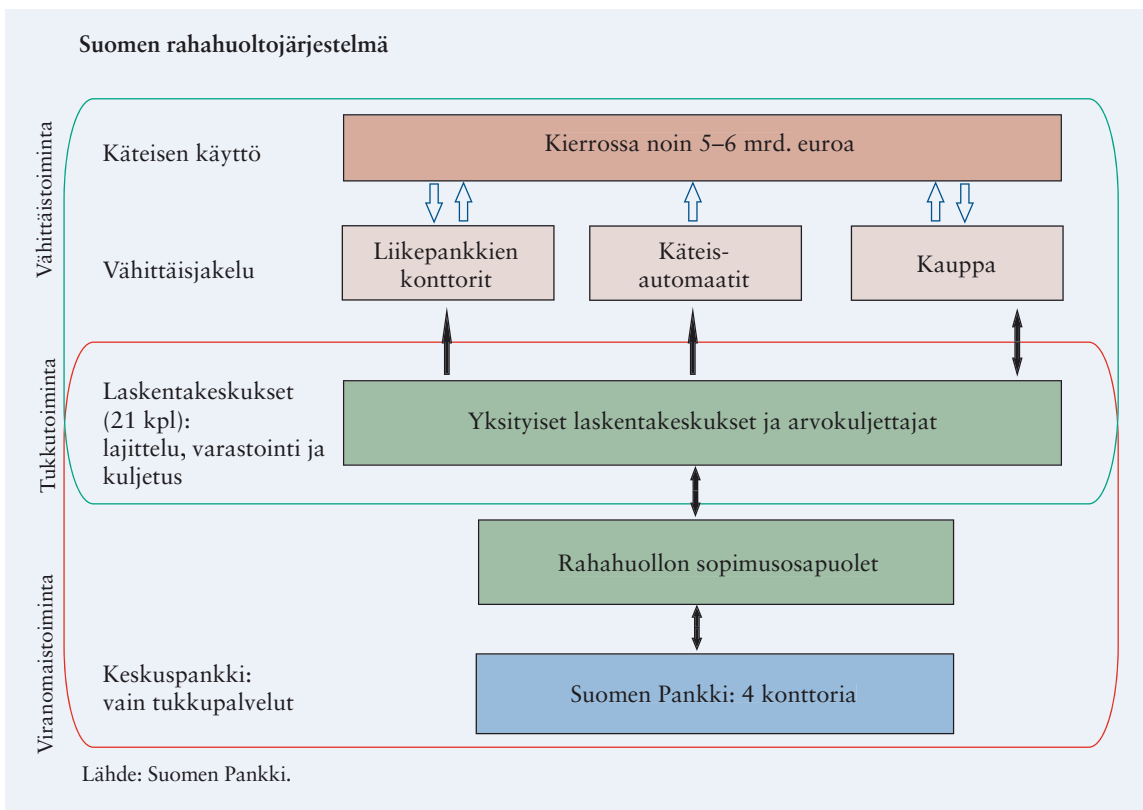 Suomen rahahuoltojärjestelmä
Vähittäistoiminta
Käteisen käyttö
Kierrossa noin 5–6 mrd. euroa
Vähittäisjakelu
Liikepankkien
konttorit
Käteis-
automaatit
Kauppa
Tukkutoiminta
Laskentakeskukset
(21 kpl):
lajittelu, varastointi ja
kuljetus
Yksityiset laskentakeskukset ja arvokuljettajat
Rahahuollon sopimusosapuolet
Viranomaistoiminta
Keskuspankki:
vain tukkupalvelut
Suomen Pankki: 4 konttoria
Lähde: Suomen Pankki.